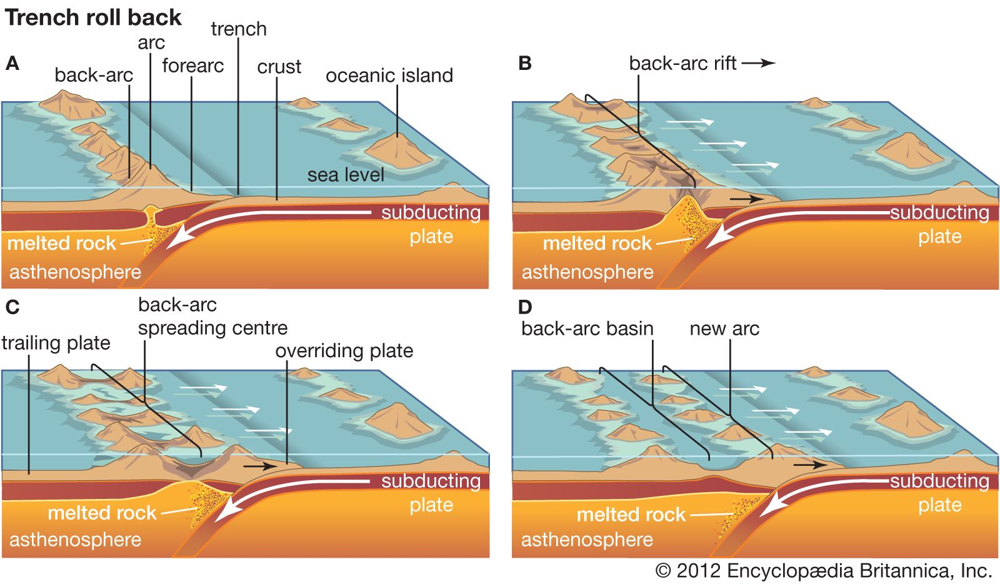 Trench roll back
A
back-arc
arc
forearc
trench
crust
oceanic island
sea level
subducting
plate
melted rock
asthenosphere
B
back-arc rift
subducting
plate
melted rock
asthenosphere
C
trailing plate
back-arc
spreading centre
overriding plate
subducting
plate
melted rock
asthenosphere
D
back-arc basin
new arc
subducting
plate
melted rock
asthenosphere
© 2012 Encyclopædia Britannica, Inc.